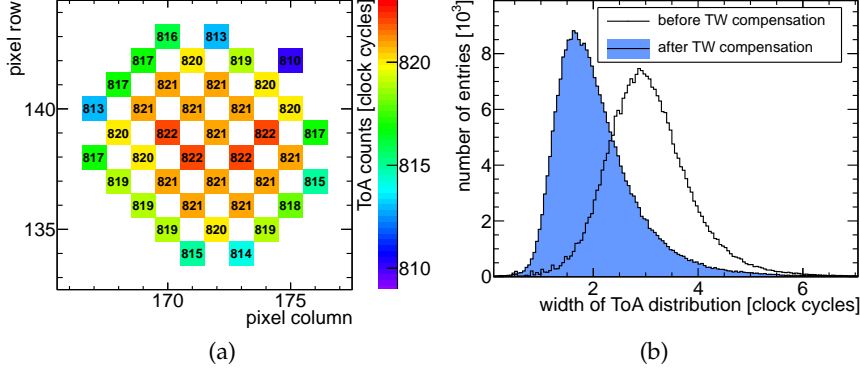 pixel row
140
135
816 813
817 820 819 810
817 821 821 820
813 821 821 821 820
820 822 821 822 817
817 820 822 822 821
819 821 821 815
819 821 821 818
819 820 819
815 814
170 175
pixel column
ToA counts [clock cycles]
820
815
810
(a)
number of entries [10³]
8
6
4
2
0
before TW compensation
after TW compensation
2 4 6
width of ToA distribution [clock cycles]
(b)